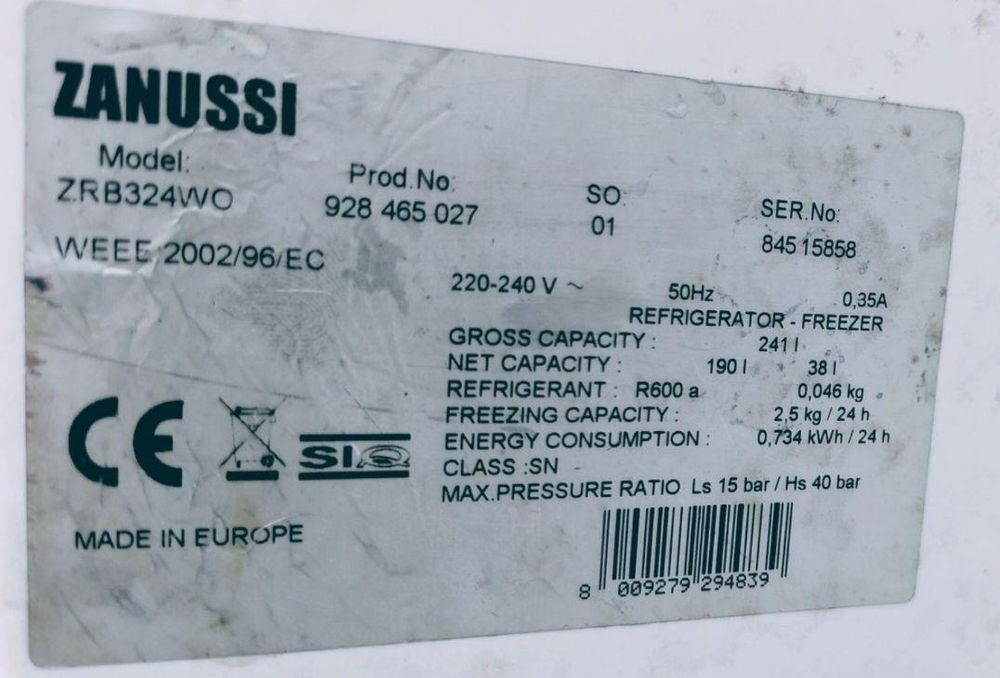 ZANUSSI
Model: Prod.No: SO: SER.No:
ZRB324WO 928 465 027 01 845 15858
WEEE 2002/96/EC
220-240 V ~ 50Hz 0,35A
REFRIGERATOR - FREEZER
GROSS CAPACITY : 241 l
NET CAPACITY : 190 l 38 l
REFRIGERANT : R600 a 0,046 kg
FREEZING CAPACITY : 2,5 kg / 24 h
ENERGY CONSUMPTION : 0,734 kWh / 24 h
CLASS :SN
MAX.PRESSURE RATIO Ls 15 bar / Hs 40 bar
CE SIQ
MADE IN EUROPE
8 009279 294839